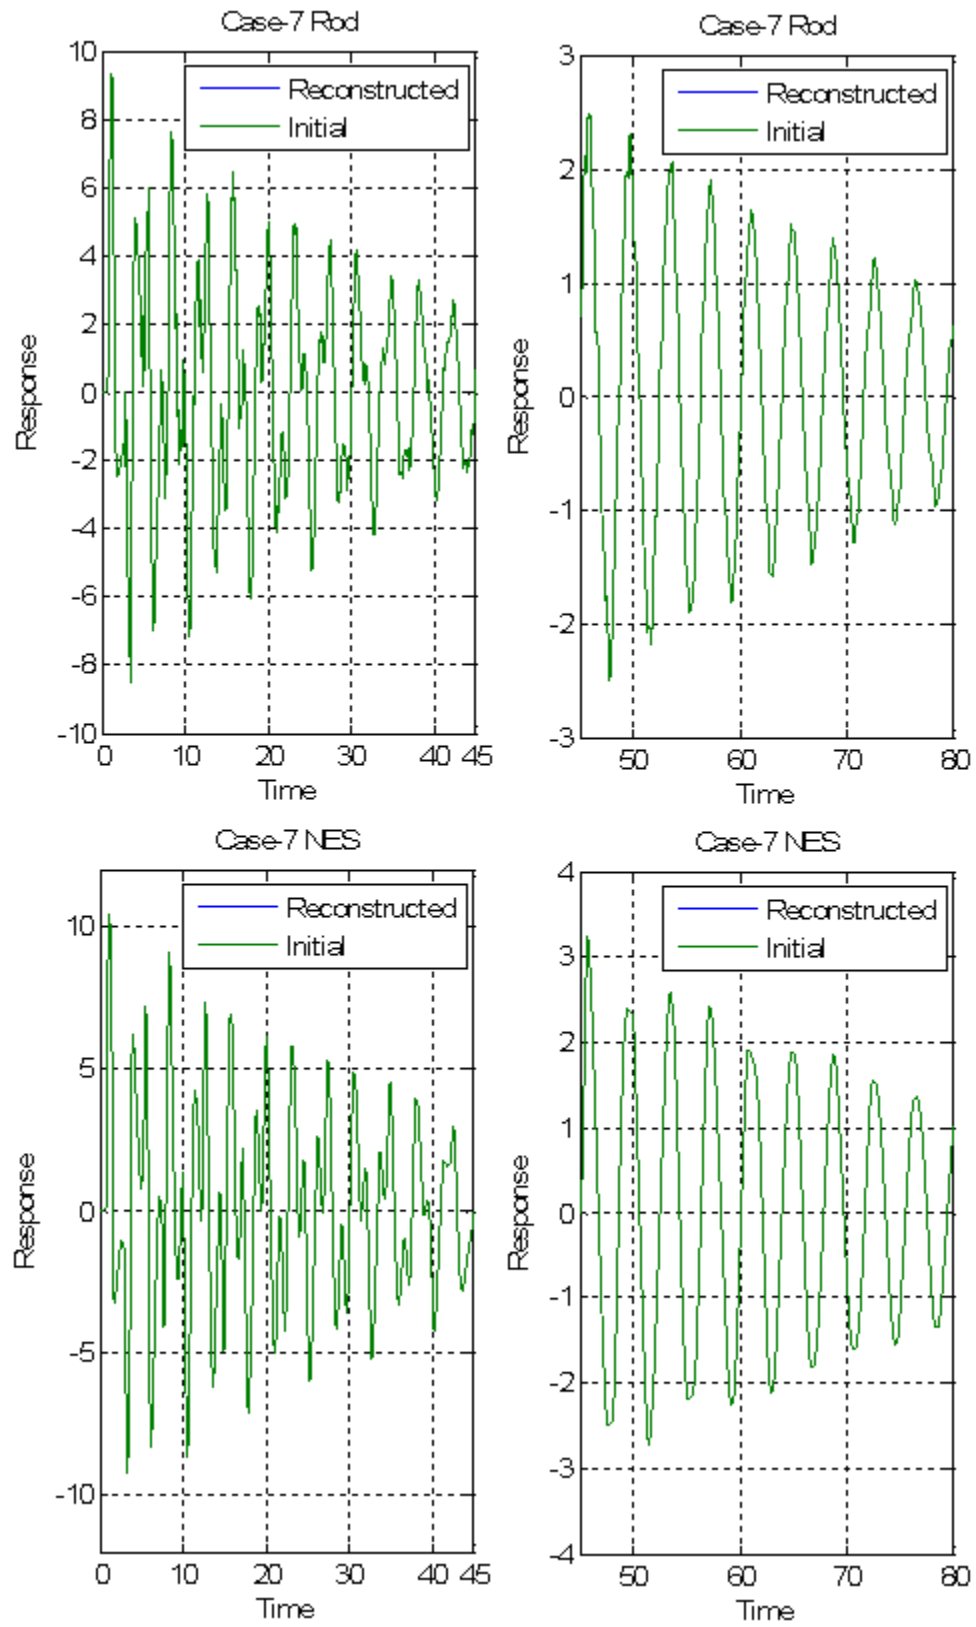 Case-7 Rod
10
8
6
4
2
0
-2
-4
-6
-8
-10
Response
Reconstructed
Initial
0 10 20 30 40 45
Time
Case-7 Rod
3
2
1
0
-1
-2
-3
Response
Reconstructed
Initial
50 60 70 80
Time
Case-7 NES
10
5
0
-5
-10
Response
Reconstructed
Initial
0 10 20 30 40 45
Time
Case-7 NES
4
3
2
1
0
-1
-2
-3
-4
Response
Reconstructed
Initial
50 60 70 80
Time